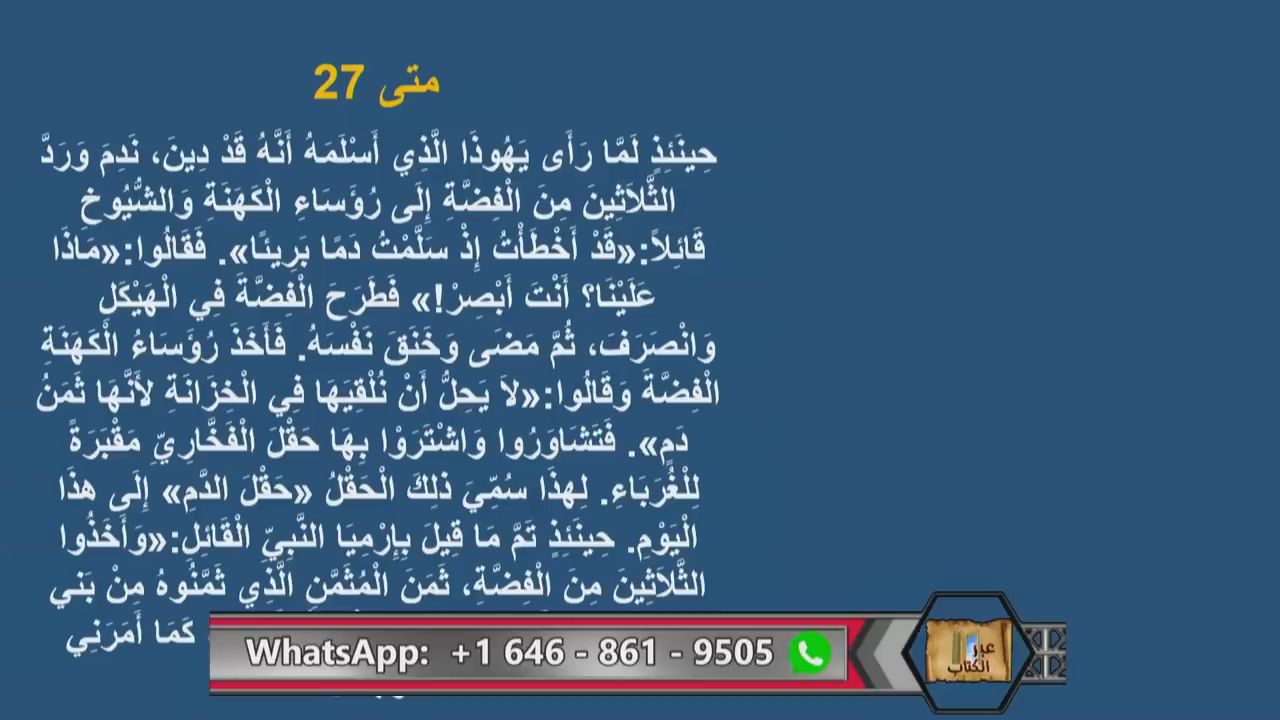 متى 27
حِينَئِذٍ لَمَّا رَأَى يَهُوذَا الَّذِي أَسْلَمَهُ أَنَّهُ قَدْ دِينَ، نَدِمَ وَرَدَّ
الثَّلاَثِينَ مِنَ الْفِضَّةِ إِلَى رُؤَسَاءِ الْكَهَنَةِ وَالشُّيُوخِ
قَائِلاً:«قَدْ أَخْطَأْتُ إِذْ سَلَّمْتُ دَمًا بَرِيئًا». فَقَالُوا:«مَاذَا
عَلَيْنَا؟ أَنْتَ أَبْصِرْ!» فَطَرَحَ الْفِضَّةَ فِي الْهَيْكَلِ
وَانْصَرَفَ، ثُمَّ مَضَى وَخَنَقَ نَفْسَهُ. فَأَخَذَ رُؤَسَاءُ الْكَهَنَةِ
الْفِضَّةَ وَقَالُوا:«لاَ يَحِلُّ أَنْ نُلْقِيَهَا فِي الْخِزَانَةِ لأَنَّهَا ثَمَنُ
دَمٍ». فَتَشَاوَرُوا وَاشْتَرَوْا بِهَا حَقْلَ الْفَخَّارِيِّ مَقْبَرَةً
لِلْغُرَبَاءِ. لِهذَا سُمِّيَ ذلِكَ الْحَقْلُ «حَقْلَ الدَّمِ» إِلَى هذَا
الْيَوْمِ. حِينَئِذٍ تَمَّ مَا قِيلَ بِإِرْمِيَا النَّبِيِّ الْقَائِلِ:«وَأَخَذُوا
الثَّلاَثِينَ مِنَ الْفِضَّةِ، ثَمَنَ الْمُثَمَّنِ الَّذِي ثَمَّنُوهُ مِنْ بَنِي
كَمَا أَمَرَنِي
WhatsApp: +1 646 - 861 - 9505
عبر
الكتاب